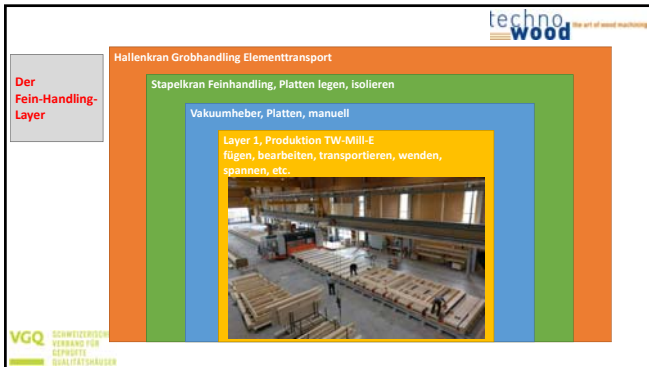 techno
wood
the art of wood machining
Hallenkran Grobhandling Elementtransport
Der
Fein-Handling-
Layer
Stapelkran Feinhandling, Platten legen, isolieren
Vakuumheber, Platten, manuell
Layer 1, Produktion TW-Mill-E
fügen, bearbeiten, transportieren, wenden,
spannen, etc.
VGQ
SCHWEIZERISCH
VERBAND FÜR
GEPRÜFTE
QUALITÄTSHÄUSER